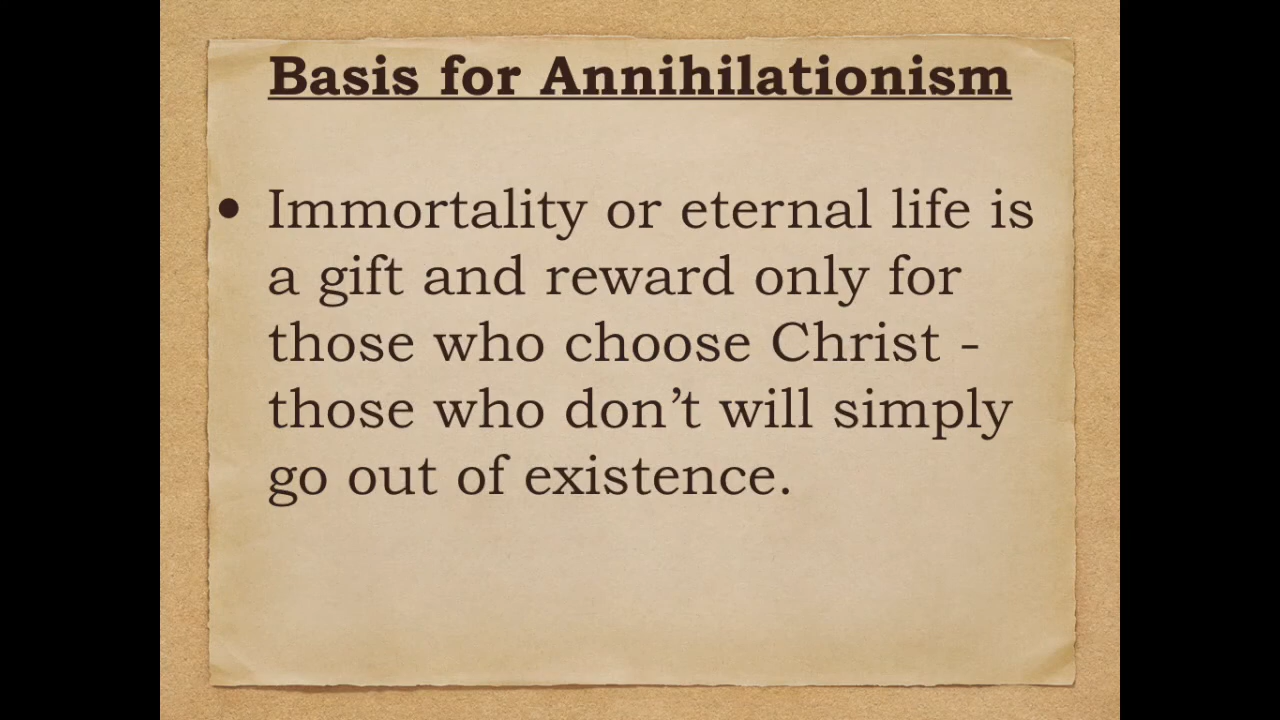 Basis for Annihilationism
• Immortality or eternal life is
a gift and reward only for
those who choose Christ -
those who don’t will simply
go out of existence.